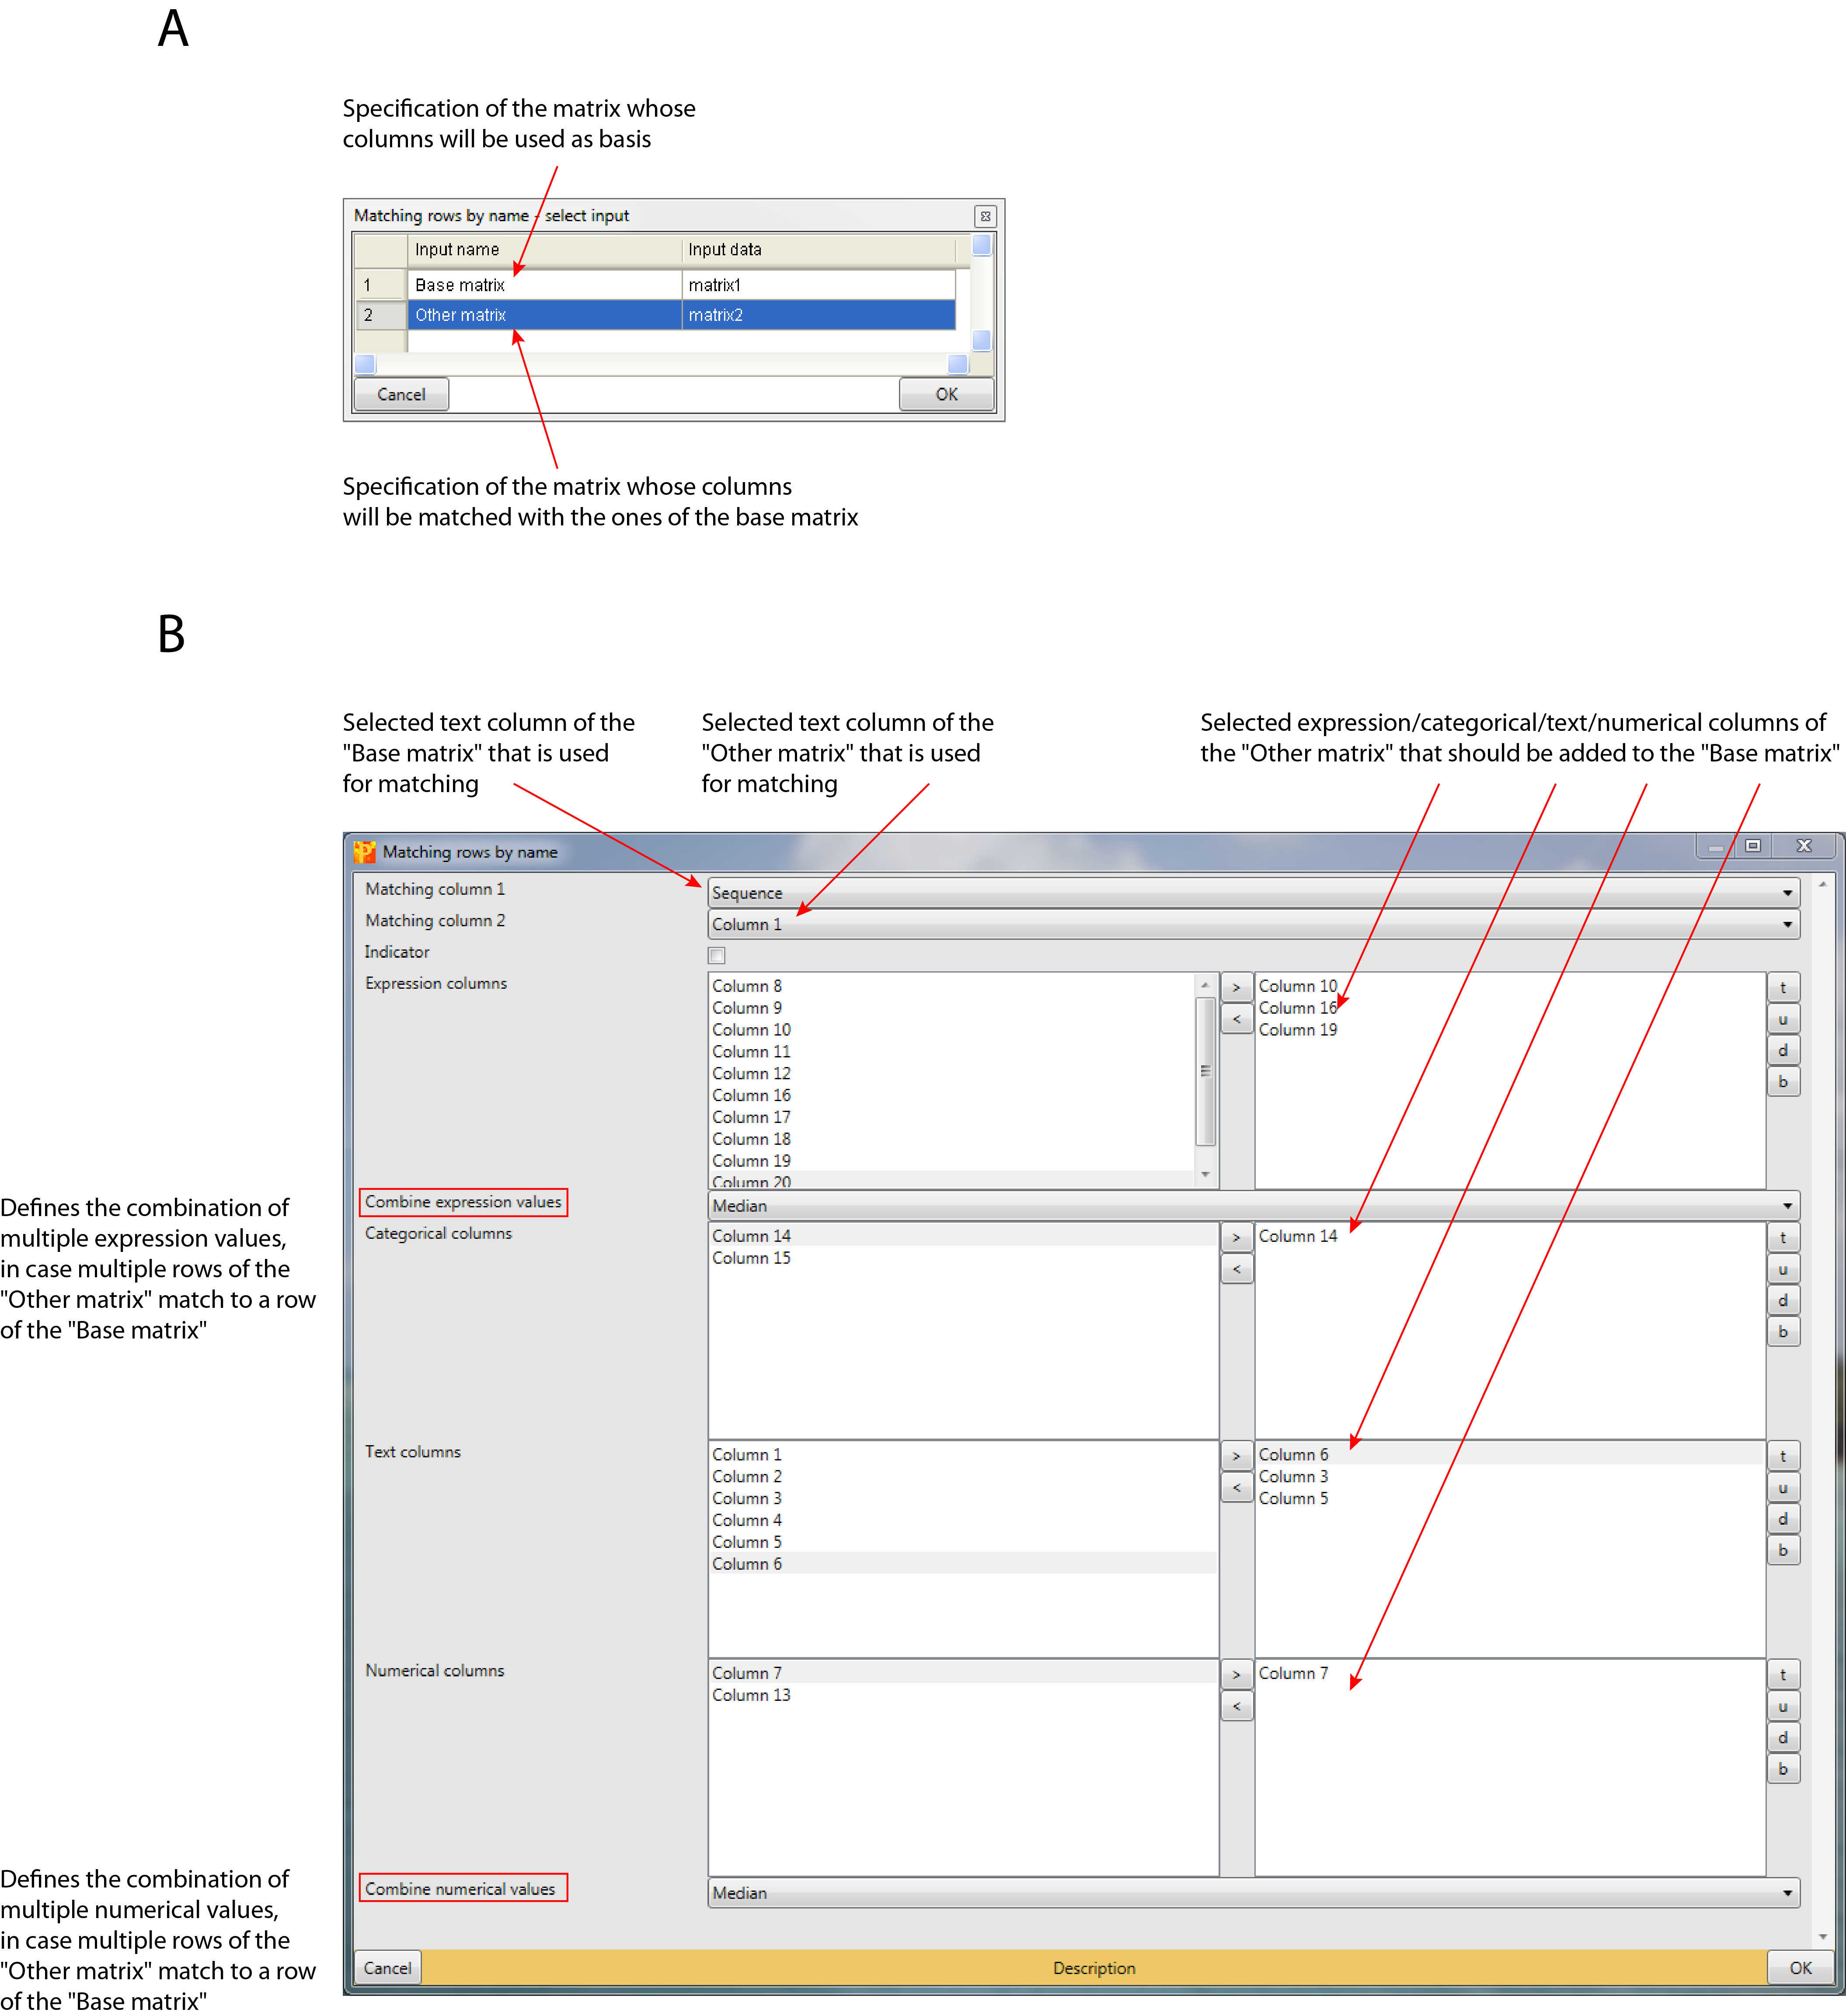 A
Specification of the matrix whose
columns will be used as basis
Matching rows by name - select input
Input name Input data
1 Base matrix matrix1
2 Other matrix matrix2
Cancel OK
Specification of the matrix whose columns
will be matched with the ones of the base matrix
B
Selected text column of the
"Base matrix" that is used
for matching
Selected text column of the
"Other matrix" that is used
for matching
Selected expression/categorical/text/numerical columns of
the "Other matrix" that should be added to the "Base matrix"
Matching rows by name
Matching column 1 Sequence
Matching column 2 Column 1
Indicator
Expression columns
Column 8
Column 9
Column 10
Column 11
Column 12
Column 16
Column 17
Column 18
Column 19
Column 20
>
<
Column 10
Column 16
Column 19
t
u
d
b
Defines the combination of
multiple expression values,
in case multiple rows of the
"Other matrix" match to a row
of the "Base matrix"
Combine expression values Median
Categorical columns
Column 14
Column 15
>
<
Column 14
t
u
d
b
Text columns
Column 1
Column 2
Column 3
Column 4
Column 5
Column 6
>
<
Column 6
Column 3
Column 5
t
u
d
b
Numerical columns
Column 7
Column 13
>
<
Column 7
t
u
d
b
Defines the combination of
multiple numerical values,
in case multiple rows of the
"Other matrix" match to a row
of the "Base matrix"
Combine numerical values Median
Cancel Description OK